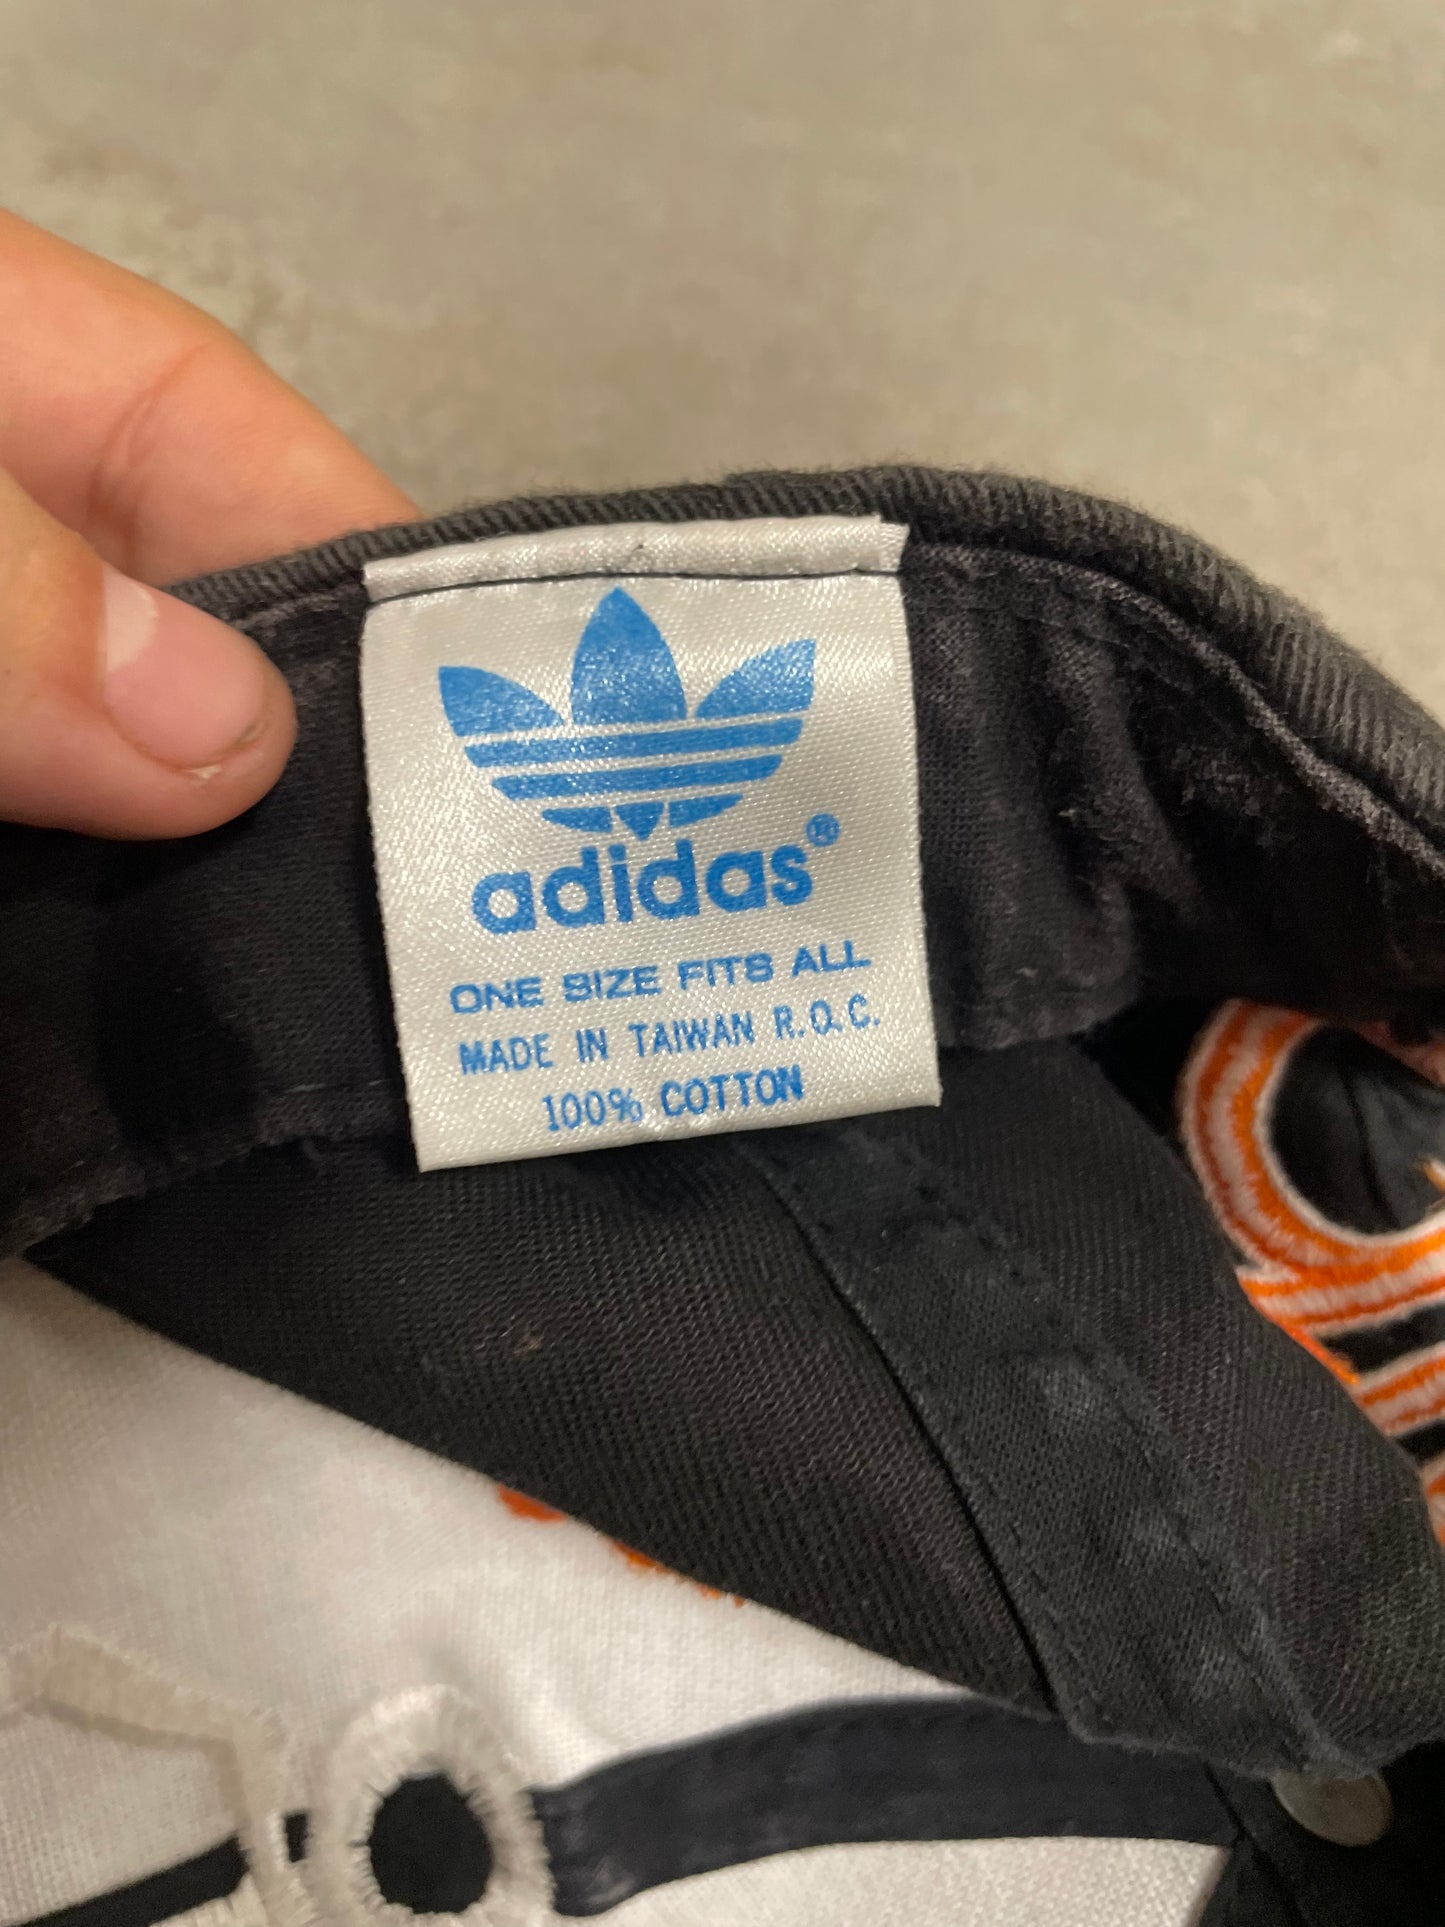 adidas®
ONE SIZE FITS ALL
MADE IN TAIWAN R.O.C.
100% COTTON